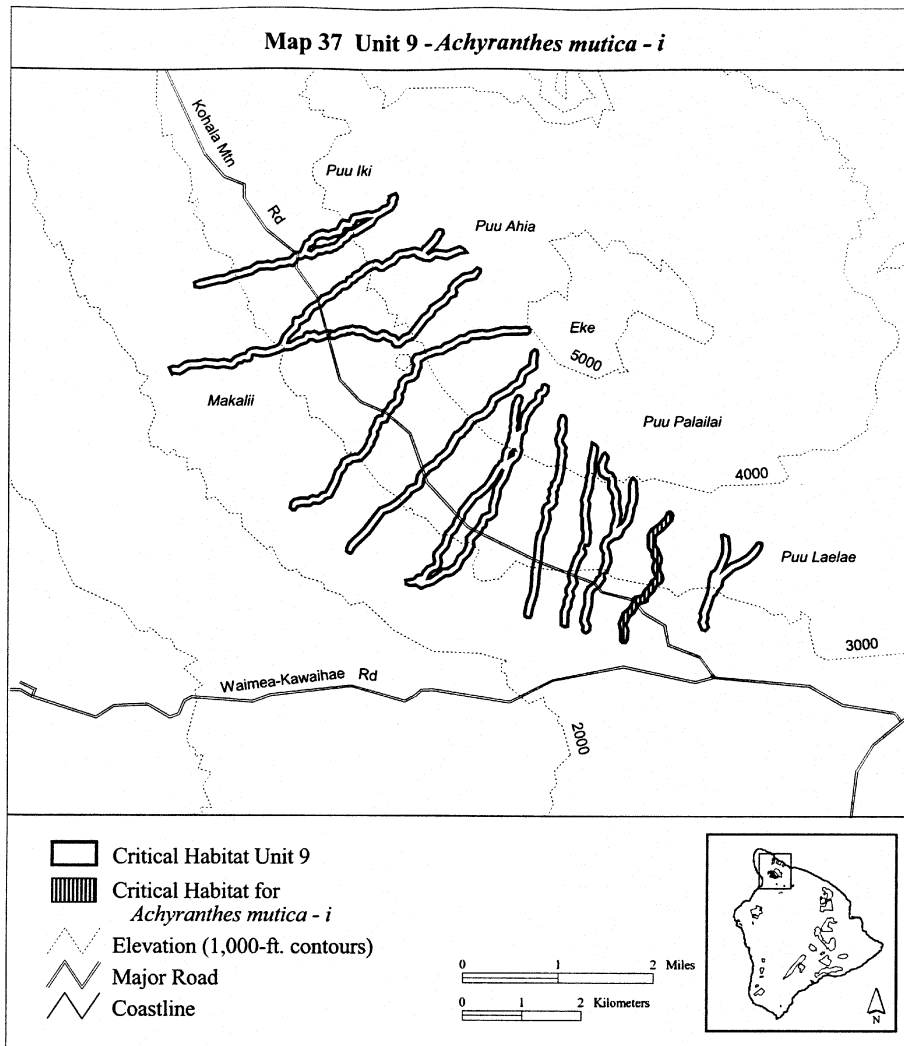 Map 37 Unit 9 - Achyranthes mutica - i
Kohala Mtn
Rd
Puu Iki
Puu Ahia
Eke
5000
Makalii
Puu Palailai
4000
Puu Laelae
3000
Waimea-Kawaihae Rd
2000
Critical Habitat Unit 9
Critical Habitat for
Achyranthes mutica - i
Elevation (1,000-ft. contours)
Major Road
Coastline
0 1 2 Miles
0 1 2 Kilometers
N